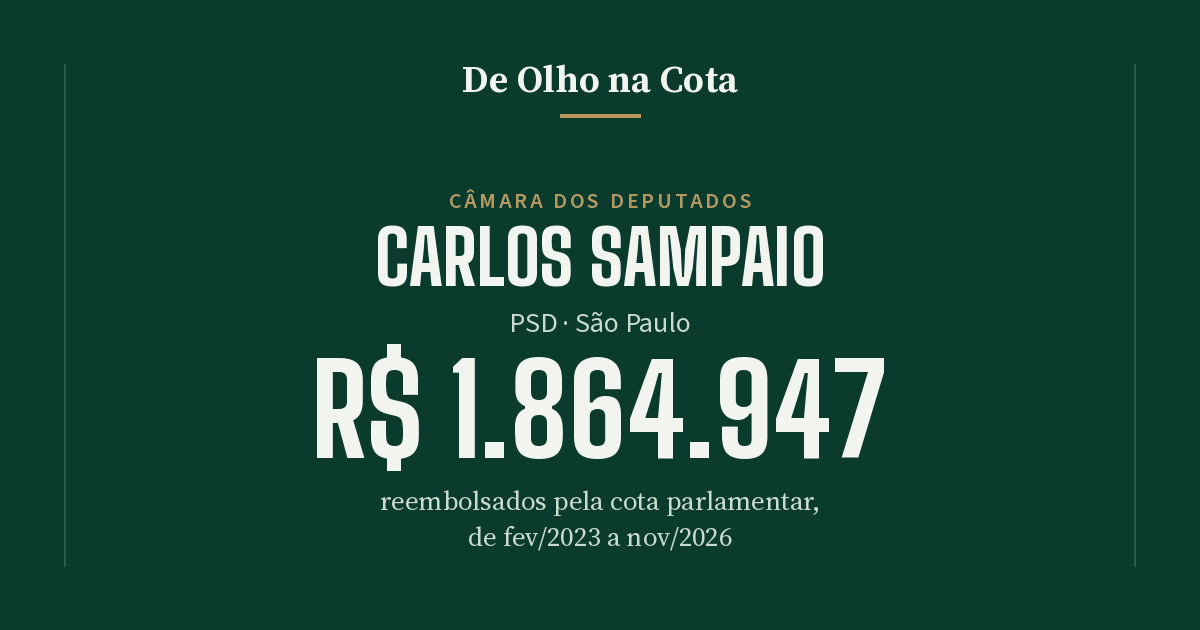 De Olho na Cota
CÂMARA DOS DEPUTADOS
CARLOS SAMPAIO
PSD · São Paulo
R$ 1.864.947
reembolsados pela cota parlamentar,
de fev/2023 a nov/2026